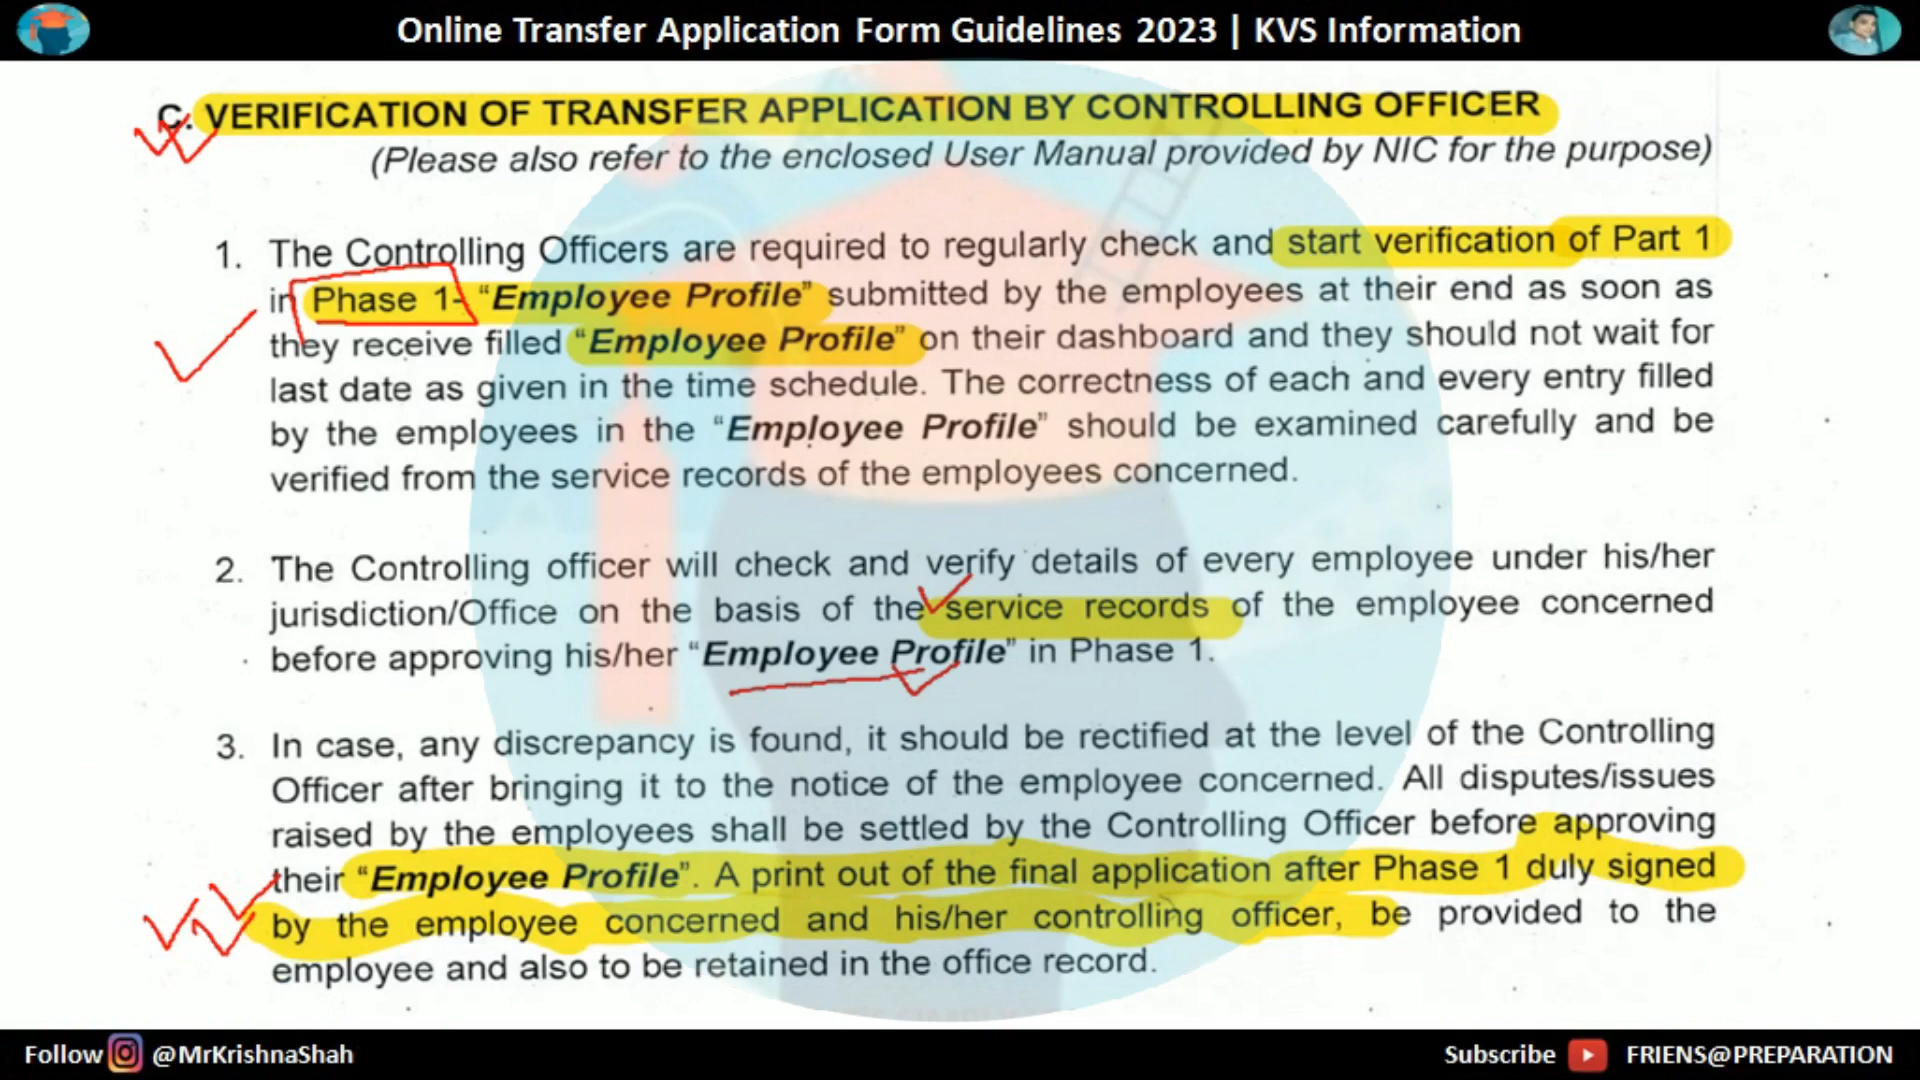 Online Transfer Application Form Guidelines 2023 | KVS Information
C. VERIFICATION OF TRANSFER APPLICATION BY CONTROLLING OFFICER
(Please also refer to the enclosed User Manual provided by NIC for the purpose)
1. The Controlling Officers are required to regularly check and start verification of Part 1
in Phase 1- “Employee Profile” submitted by the employees at their end as soon as
they receive filled “Employee Profile” on their dashboard and they should not wait for
last date as given in the time schedule. The correctness of each and every entry filled
by the employees in the “Employee Profile” should be examined carefully and be
verified from the service records of the employees concerned.
2. The Controlling officer will check and verify details of every employee under his/her
jurisdiction/Office on the basis of the service records of the employee concerned
before approving his/her “Employee Profile” in Phase 1.
3. In case, any discrepancy is found, it should be rectified at the level of the Controlling
Officer after bringing it to the notice of the employee concerned. All disputes/issues
raised by the employees shall be settled by the Controlling Officer before approving
their “Employee Profile”. A print out of the final application after Phase 1 duly signed
by the employee concerned and his/her controlling officer, be provided to the
employee and also to be retained in the office record.
Follow @MrKrishnaShah
Subscribe FRIENS@PREPARATION